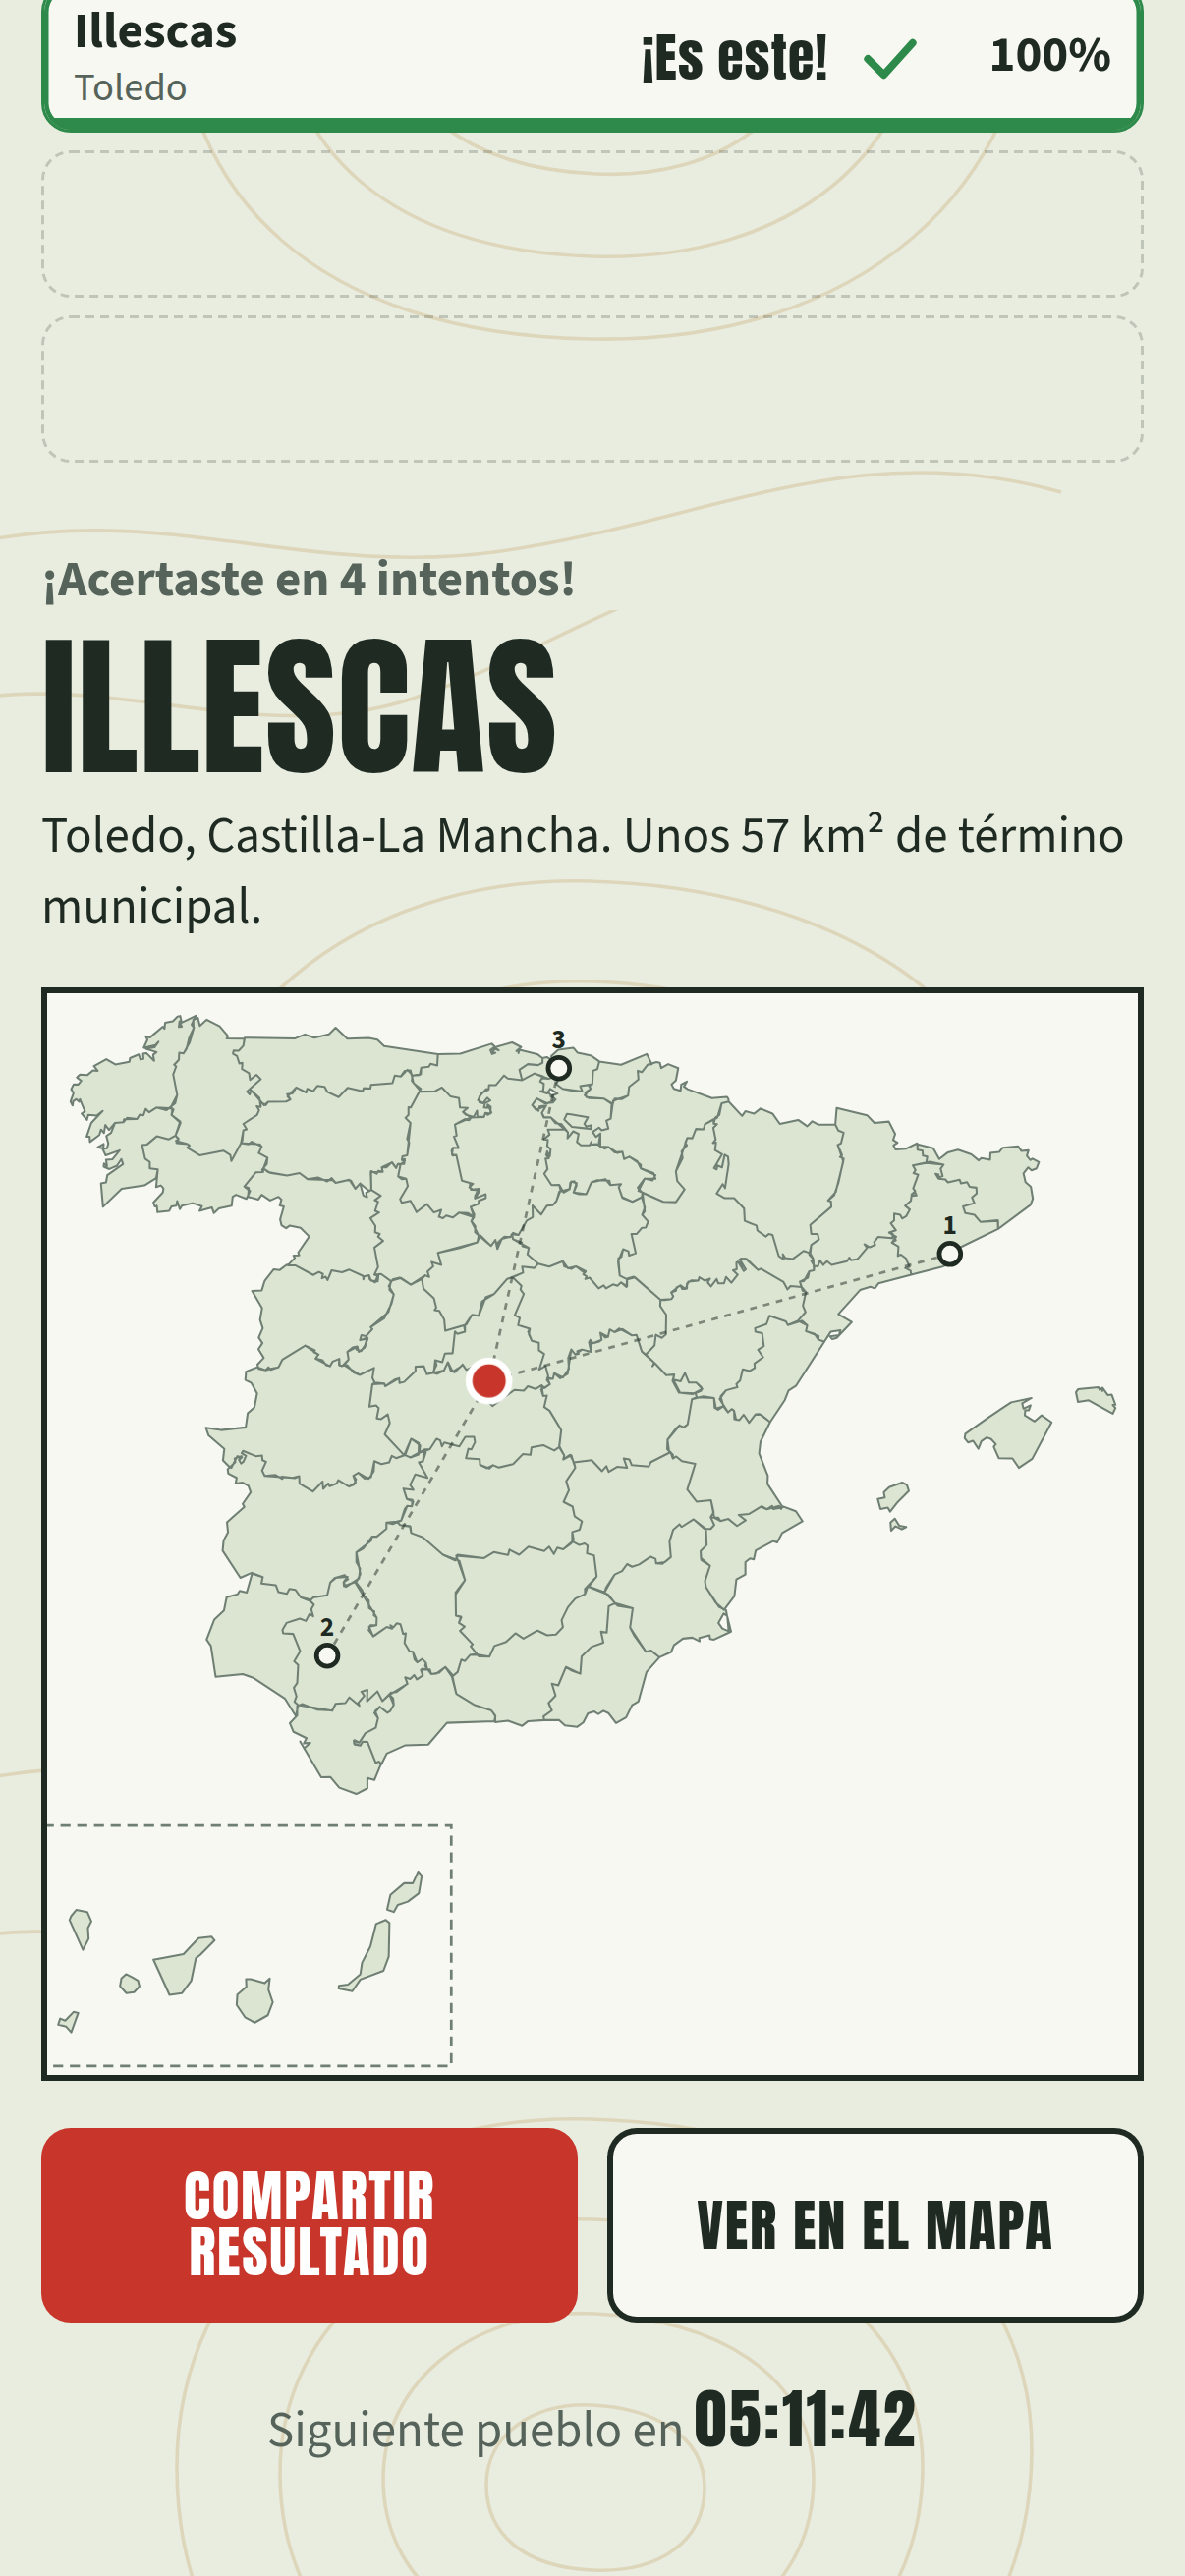 Illescas
Toledo
¡Es este!
100%
¡Acertaste en 4 intentos!
ILLESCAS
Toledo, Castilla-La Mancha. Unos 57 km² de término
municipal.
3
1
2
COMPARTIR
RESULTADO
VER EN EL MAPA
Siguiente pueblo en 05:11:42